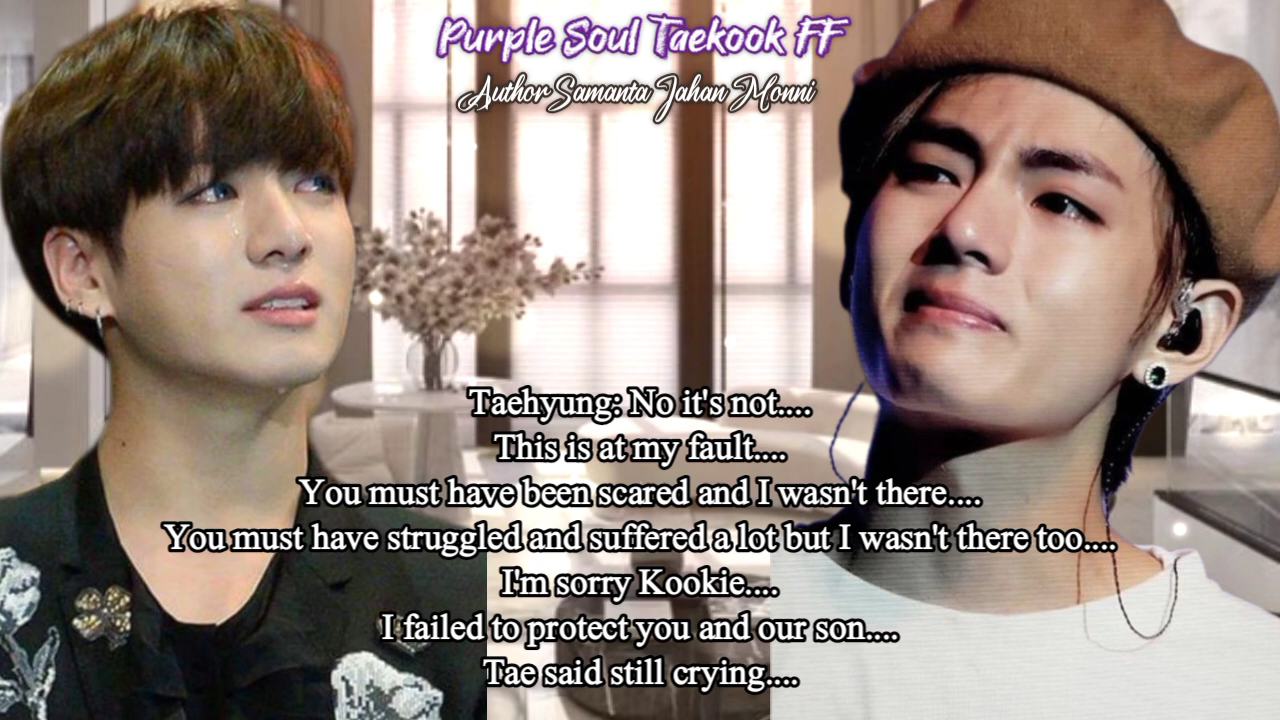 Purple Soul Taekook FF
Author Samanta Jahan Monni
Taehyung: No it's not....
This is at my fault....
You must have been scared and I wasn't there....
You must have struggled and suffered a lot but I wasn't there too....
I'm sorry Kookie....
I failed to protect you and our son....
Tae said still crying....